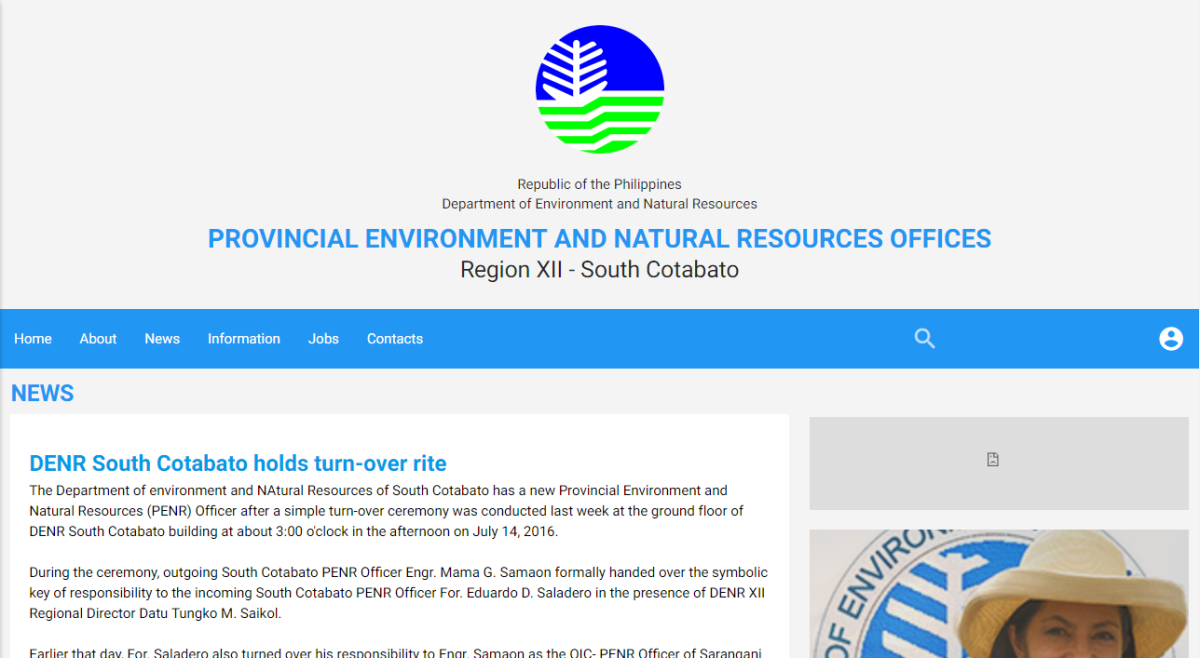 Republic of the Philippines
Department of Environment and Natural Resources
PROVINCIAL ENVIRONMENT AND NATURAL RESOURCES OFFICES
Region XII - South Cotabato
Home About News Information Jobs Contacts
NEWS
DENR South Cotabato holds turn-over rite
The Department of environment and NAtural Resources of South Cotabato has a new Provincial Environment and
Natural Resources (PENR) Officer after a simple turn-over ceremony was conducted last week at the ground floor of
DENR South Cotabato building at about 3:00 o'clock in the afternoon on July 14, 2016.
During the ceremony, outgoing South Cotabato PENR Officer Engr. Mama G. Samaon formally handed over the symbolic
key of responsibility to the incoming South Cotabato PENR Officer For. Eduardo D. Saladero in the presence of DENR XII
Regional Director Datu Tungko M. Saikol.
Earlier that day, For. Saladero also turned over his responsibility to Engr. Samaon as the OIC- PENR Officer of Sarangani
OF ENVIRON